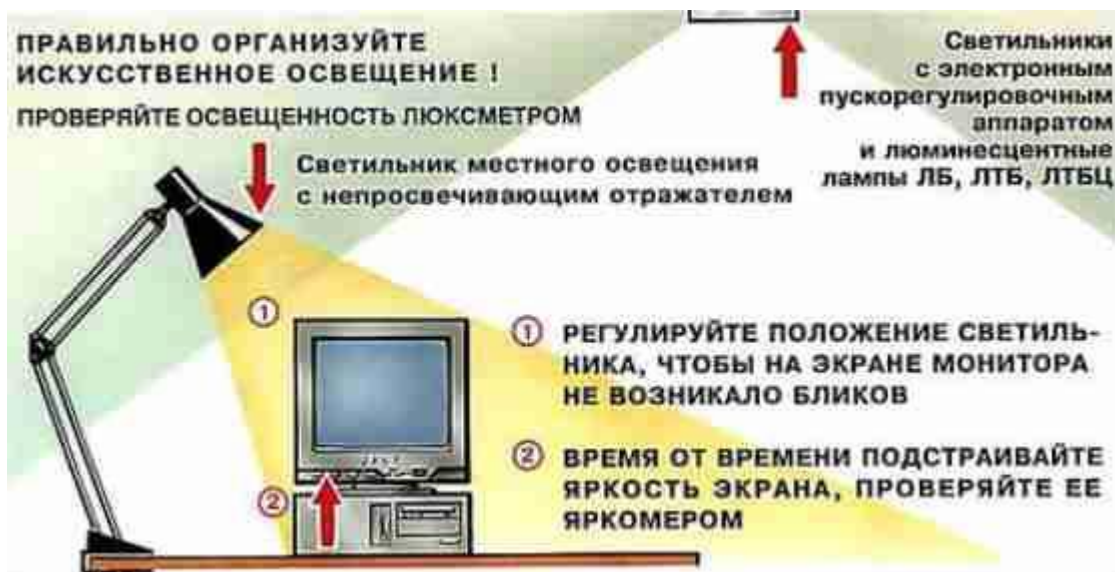 ПРАВИЛЬНО ОРГАНИЗУЙТЕ
ИСКУССТВЕННОЕ ОСВЕЩЕНИЕ !
ПРОВЕРЯЙТЕ ОСВЕЩЕННОСТЬ ЛЮКСМЕТРОМ
Светильник местного освещения
с непросвечивающим отражателем
Светильники
с электронным
пускорегулировочным
аппаратом
и люминесцентные
лампы ЛБ, ЛТБ, ЛТБЦ
1
2
1 РЕГУЛИРУЙТЕ ПОЛОЖЕНИЕ СВЕТИЛЬ-
НИКА, ЧТОБЫ НА ЭКРАНЕ МОНИТОРА
НЕ ВОЗНИКАЛО БЛИКОВ
2 ВРЕМЯ ОТ ВРЕМЕНИ ПОДСТРАИВАЙТЕ
ЯРКОСТЬ ЭКРАНА, ПРОВЕРЯЙТЕ ЕЕ
ЯРКОМЕРОМ